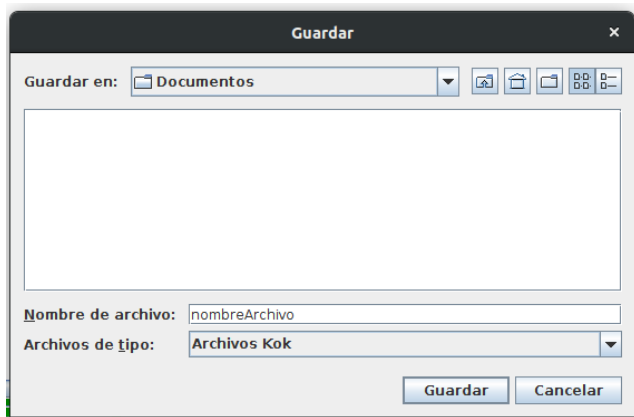 Guardar
Guardar en: Documentos
Nombre de archivo: nombreArchivo
Archivos de tipo: Archivos Kok
Guardar Cancelar